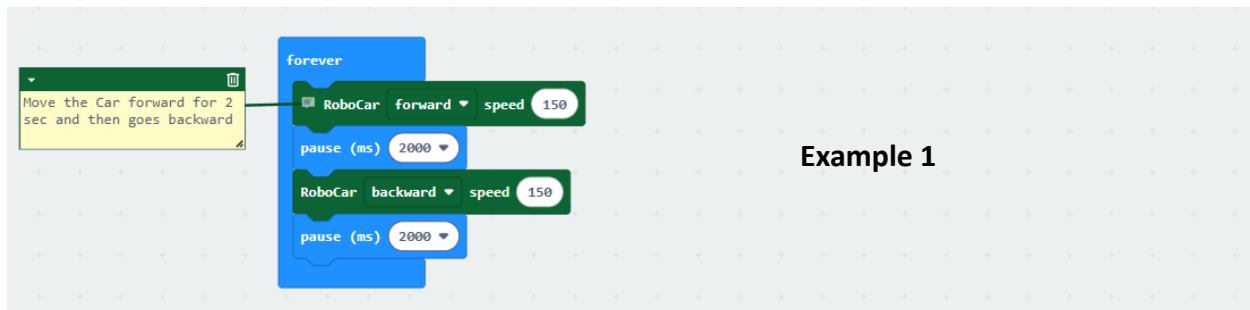 forever
Move the Car forward for 2
sec and then goes backward
RoboCar forward speed 150
pause (ms) 2000
RoboCar backward speed 150
pause (ms) 2000
Example 1